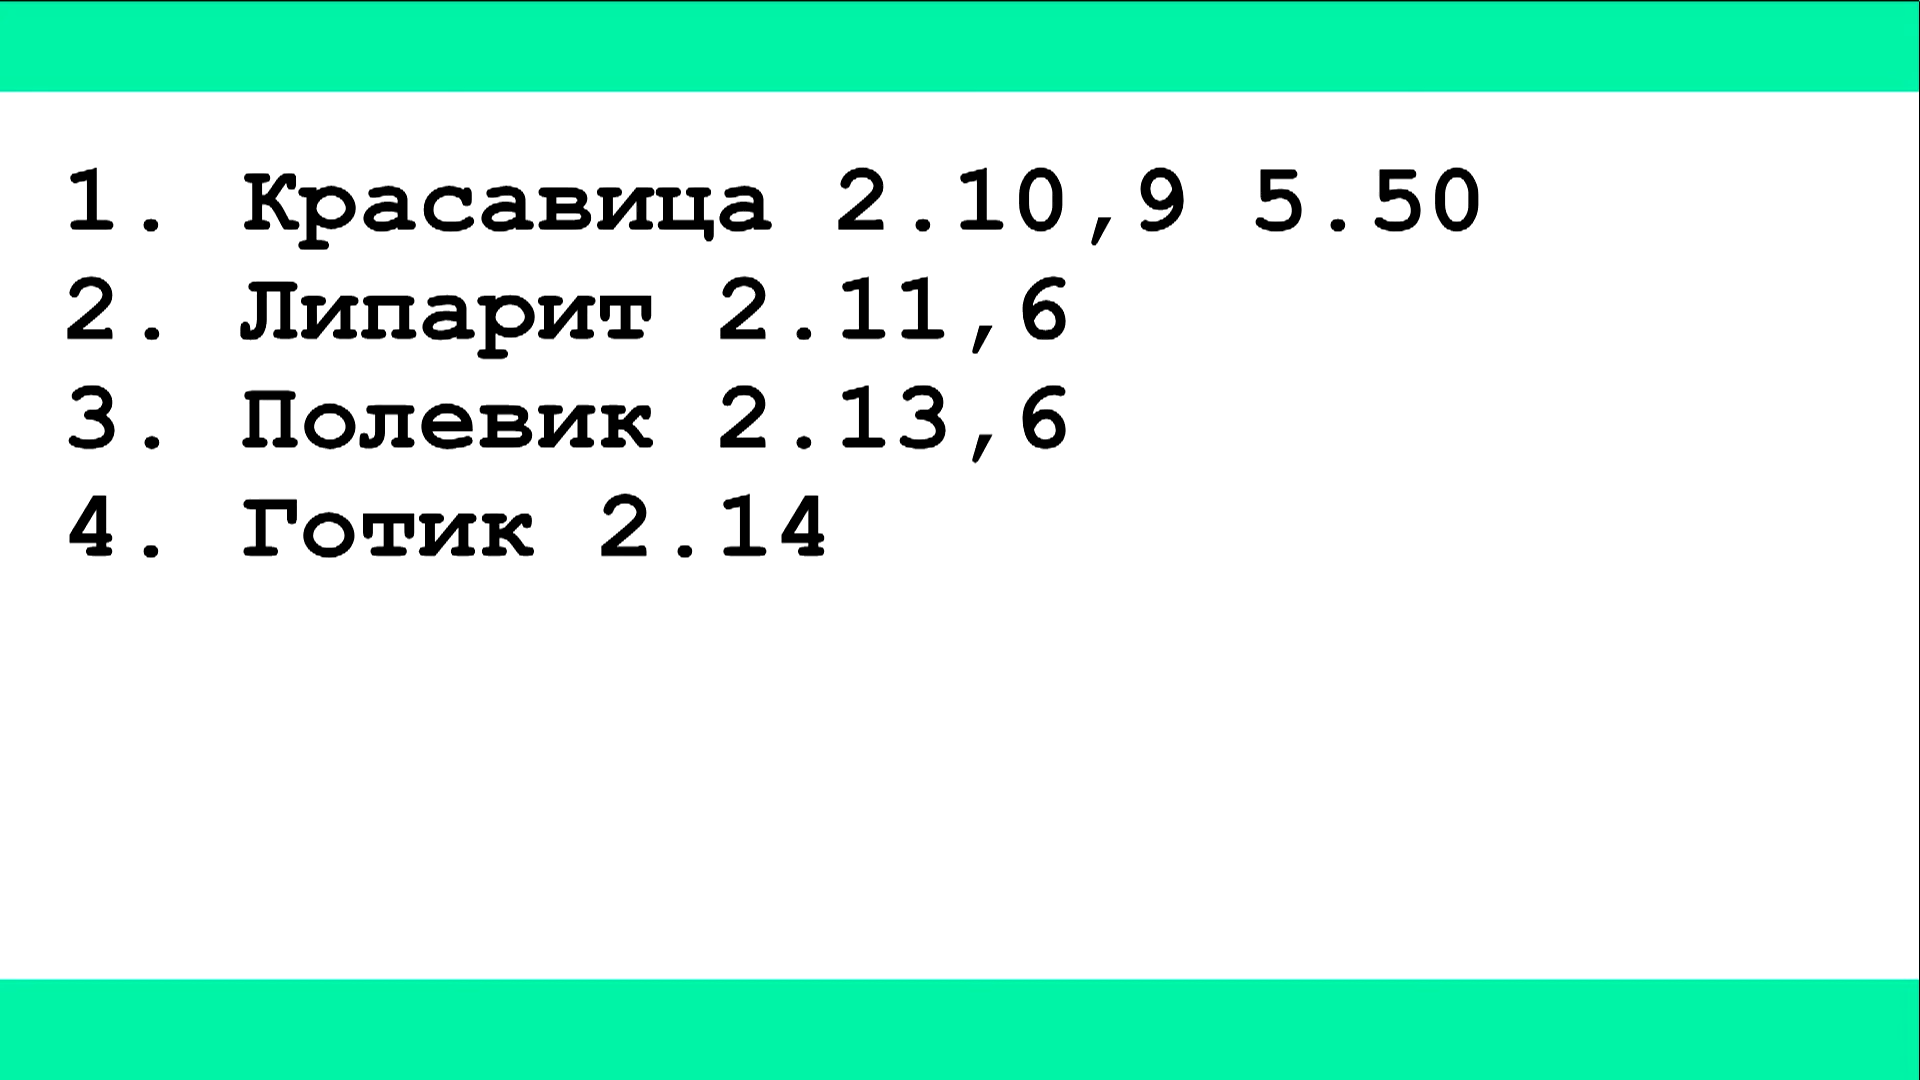 1. Красавица 2.10,9 5.50
2. Липарит 2.11,6
3. Полевик 2.13,6
4. Готик 2.14